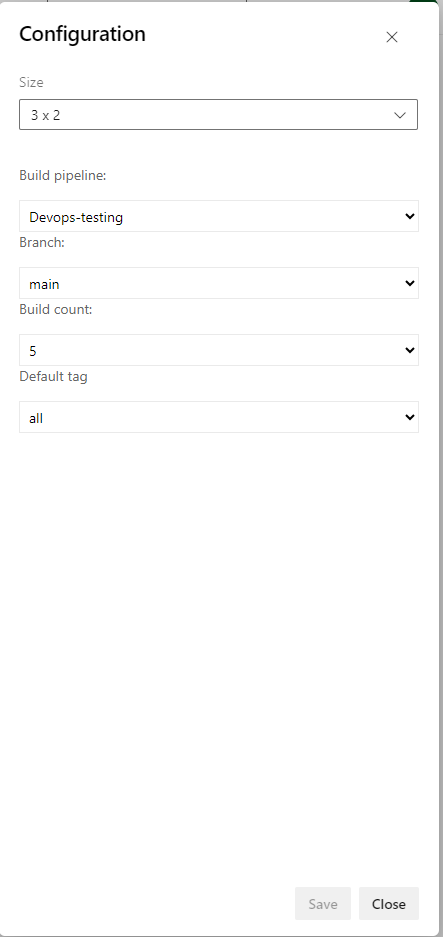 Configuration
Size
3 x 2
Build pipeline:
Devops-testing
Branch:
main
Build count:
5
Default tag
all
Save
Close